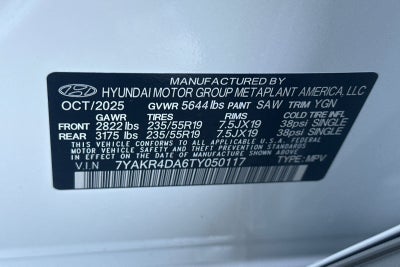 MANUFACTURED BY
HYUNDAI MOTOR GROUP METAPLANT AMERICA, LLC.
OCT/2025 GVWR 5644 lbs PAINT SAW TRIM YGN
GAWR TIRES RIMS COLD TIRE INFL
FRONT 2822 lbs 235/55R19 7.5JX19 38psi SINGLE
REAR 3175 lbs 235/55R19 7.5JX19 38psi SINGLE
THIS VEHICLE CONFORMS TO ALL APPLICABLE U.S.A. FEDERAL
MOTOR VEHICLE SAFETY STANDARDS IN EFFECT ON THE
DATE OF MANUFACTURE SHOWN ABOVE.
VIN 7YAKR4DA6TY050117 TYPE: MPV